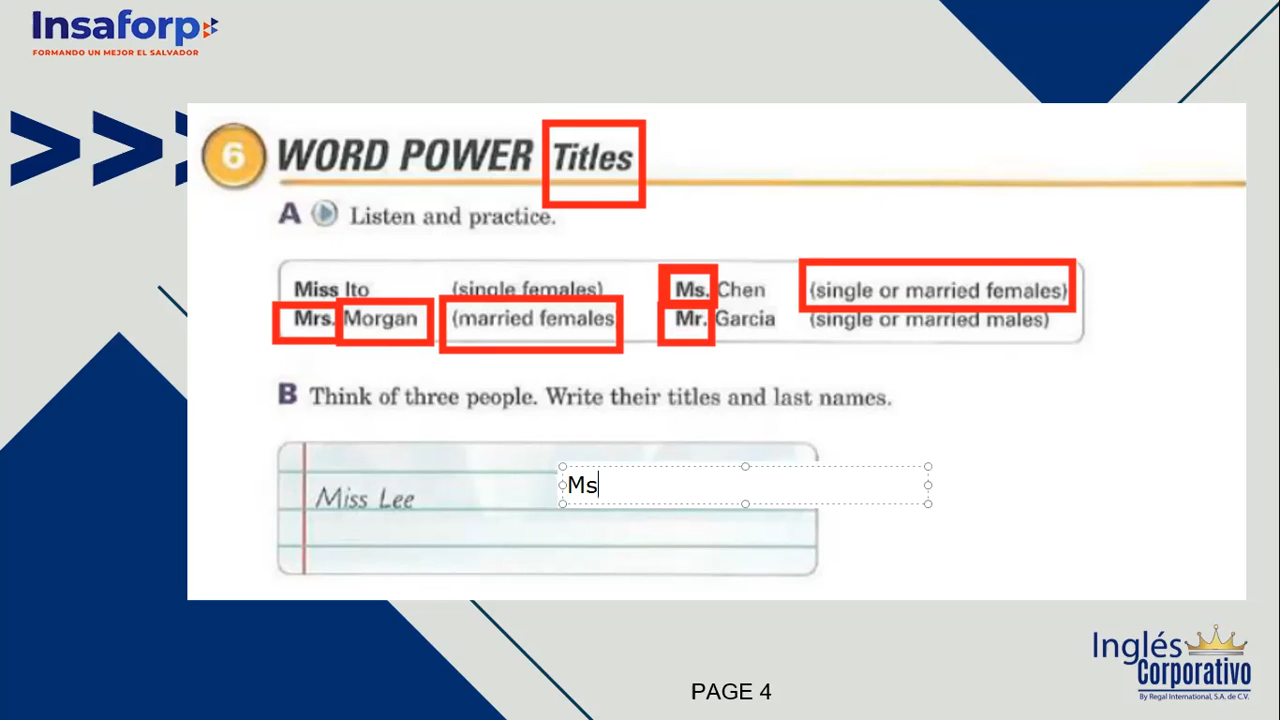 Insaforp
FORMANDO UN MEJOR EL SALVADOR
6 WORD POWER Titles
A Listen and practice.
Miss Ito (single females) Ms. Chen (single or married females)
Mrs. Morgan (married females Mr. Garcia (single or married males)
B Think of three people. Write their titles and last names.
Ms
Miss Lee
Inglés
Corporativo
By Regal International, S.A. de C.V.
PAGE 4